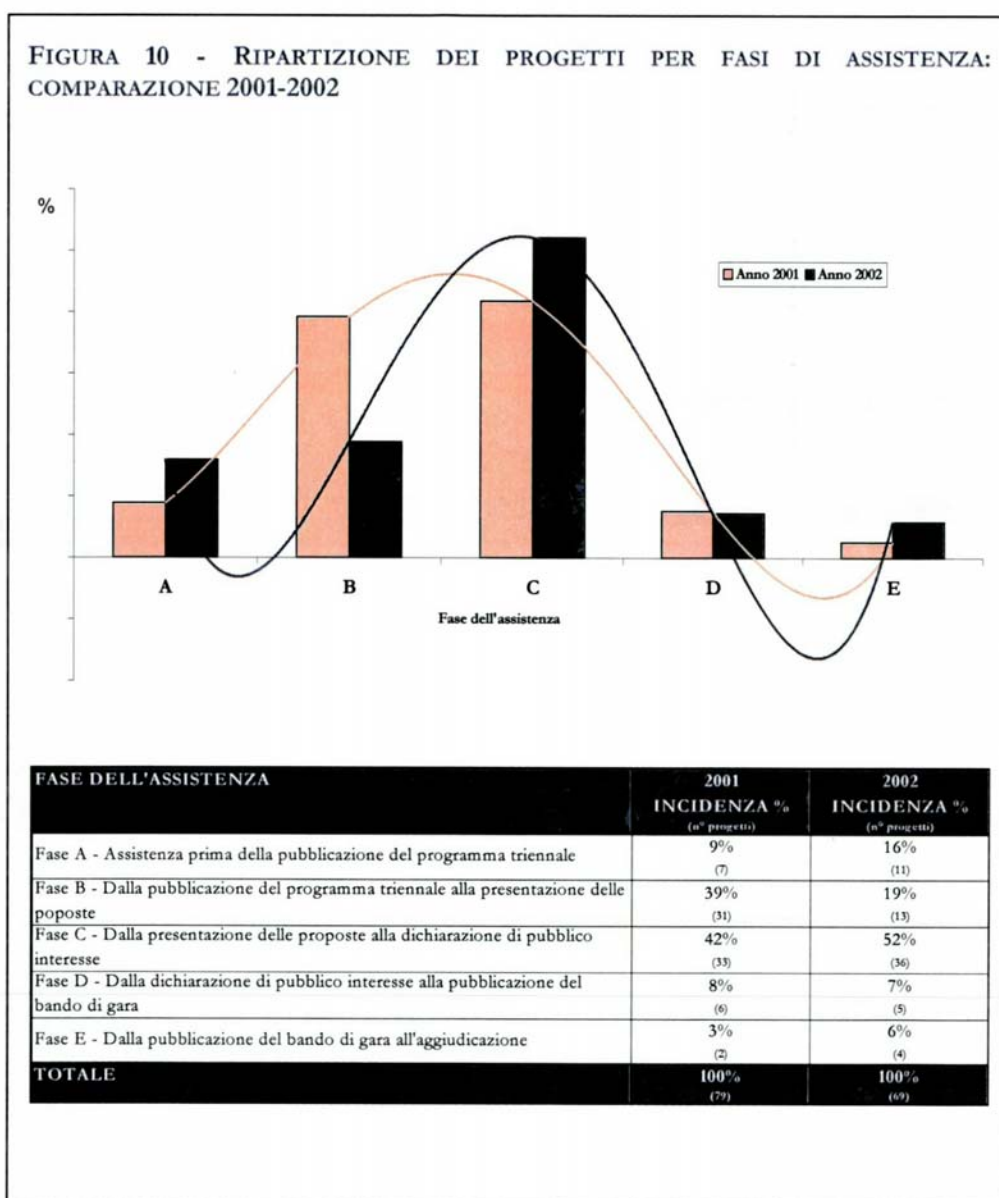 FIGURA 10 - RIPARTIZIONE DEI PROGETTI PER FASI DI ASSISTENZA:
COMPARAZIONE 2001-2002
%
Anno 2001 Anno 2002
A B C D E
Fase dell'assistenza
FASE DELL'ASSISTENZA 2001 2002
INCIDENZA % INCIDENZA %
(n° progetti) (n° progetti)
Fase A - Assistenza prima della pubblicazione del programma triennale 9% 16%
(7) (11)
Fase B - Dalla pubblicazione del programma triennale alla presentazione delle 39% 19%
poposte (31) (13)
Fase C - Dalla presentazione delle proposte alla dichiarazione di pubblico 42% 52%
interesse (33) (36)
Fase D - Dalla dichiarazione di pubblico interesse alla pubblicazione del 8% 7%
bando di gara (6) (5)
Fase E - Dalla pubblicazione del bando di gara all'aggiudicazione 3% 6%
(2) (4)
TOTALE 100% 100%
(79) (69)